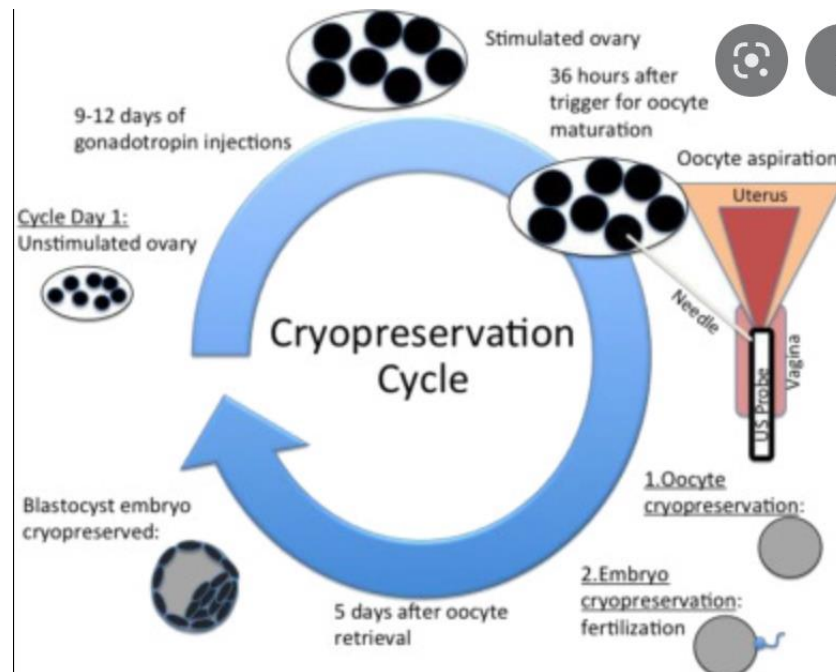 Stimulated ovary
36 hours after
trigger for oocyte
maturation
9-12 days of
gonadotropin injections
Oocyte aspiration
Uterus
Cycle Day 1:
Unstimulated ovary
Needle
Vagina
US Probe
Cryopreservation
Cycle
1.Oocyte
cryopreservation:
2.Embryo
cryopreservation:
fertilization
5 days after oocyte
retrieval
Blastocyst embryo
cryopreserved: